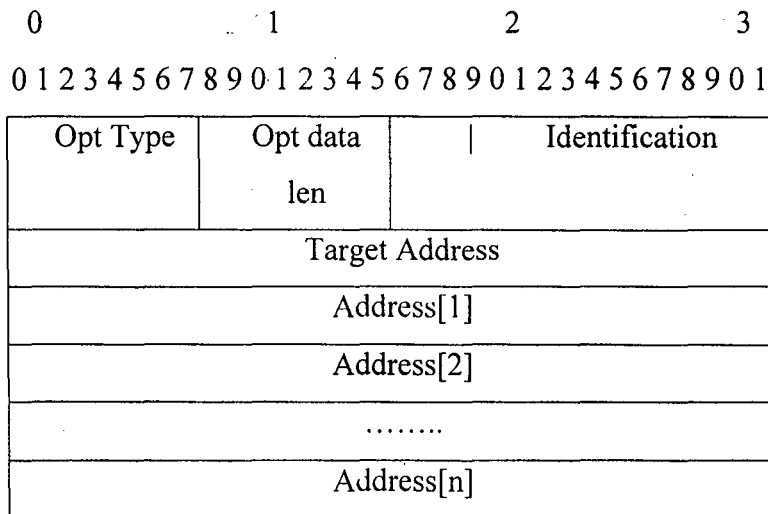 0 1 2 3
0 1 2 3 4 5 6 7 8 9 0 1 2 3 4 5 6 7 8 9 0 1 2 3 4 5 6 7 8 9 0 1
Opt Type Opt data | Identification
len
Target Address
Address[1]
Address[2]
........
Address[n]